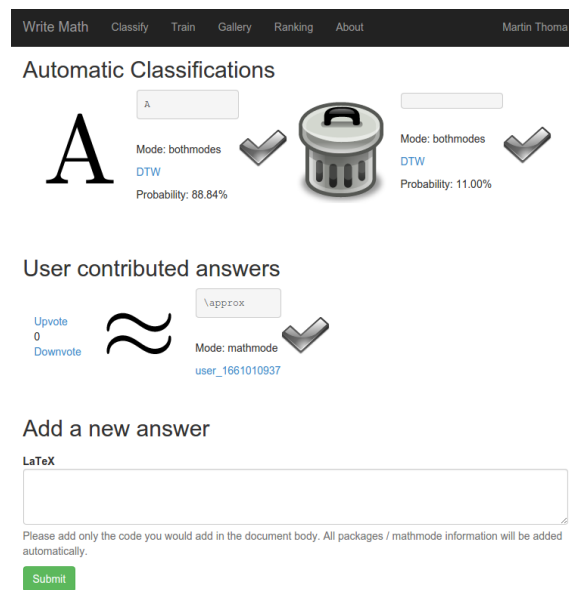 Write Math Classify Train Gallery Ranking About Martin Thoma
Automatic Classifications
A
A
Mode: bothmodes
DTW
Probability: 88.84%
Mode: bothmodes
DTW
Probability: 11.00%
User contributed answers
Upvote
0
Downvote
≈
\approx
Mode: mathmode
user_1661010937
Add a new answer
LaTeX
Please add only the code you would add in the document body. All packages / mathmode information will be added
automatically.
Submit